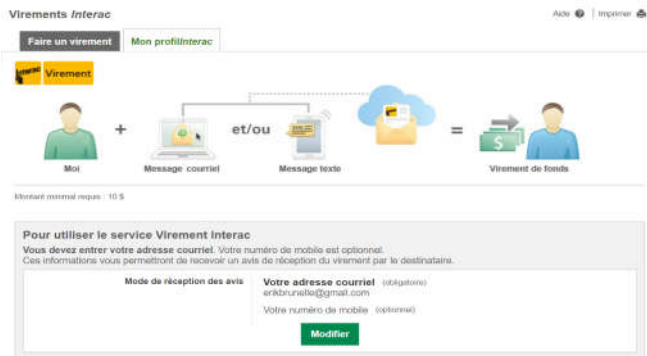 Virements Interac
Aide Imprimer
Faire un virement Mon profilInterac
Interac Virement
+ et/ou =
$
Moi Message courriel Message texte Virement de fonds
Montant minimal requis : 10 $
Pour utiliser le service Virement Interac
Vous devez entrer votre adresse courriel. Votre numéro de mobile est optionnel.
Ces informations vous permettront de recevoir un avis de réception du virement par le destinataire.
Mode de réception des avis Votre adresse courriel (obligatoire)
erikbrunelle@gmail.com
Votre numéro de mobile (optionnel)
Modifier